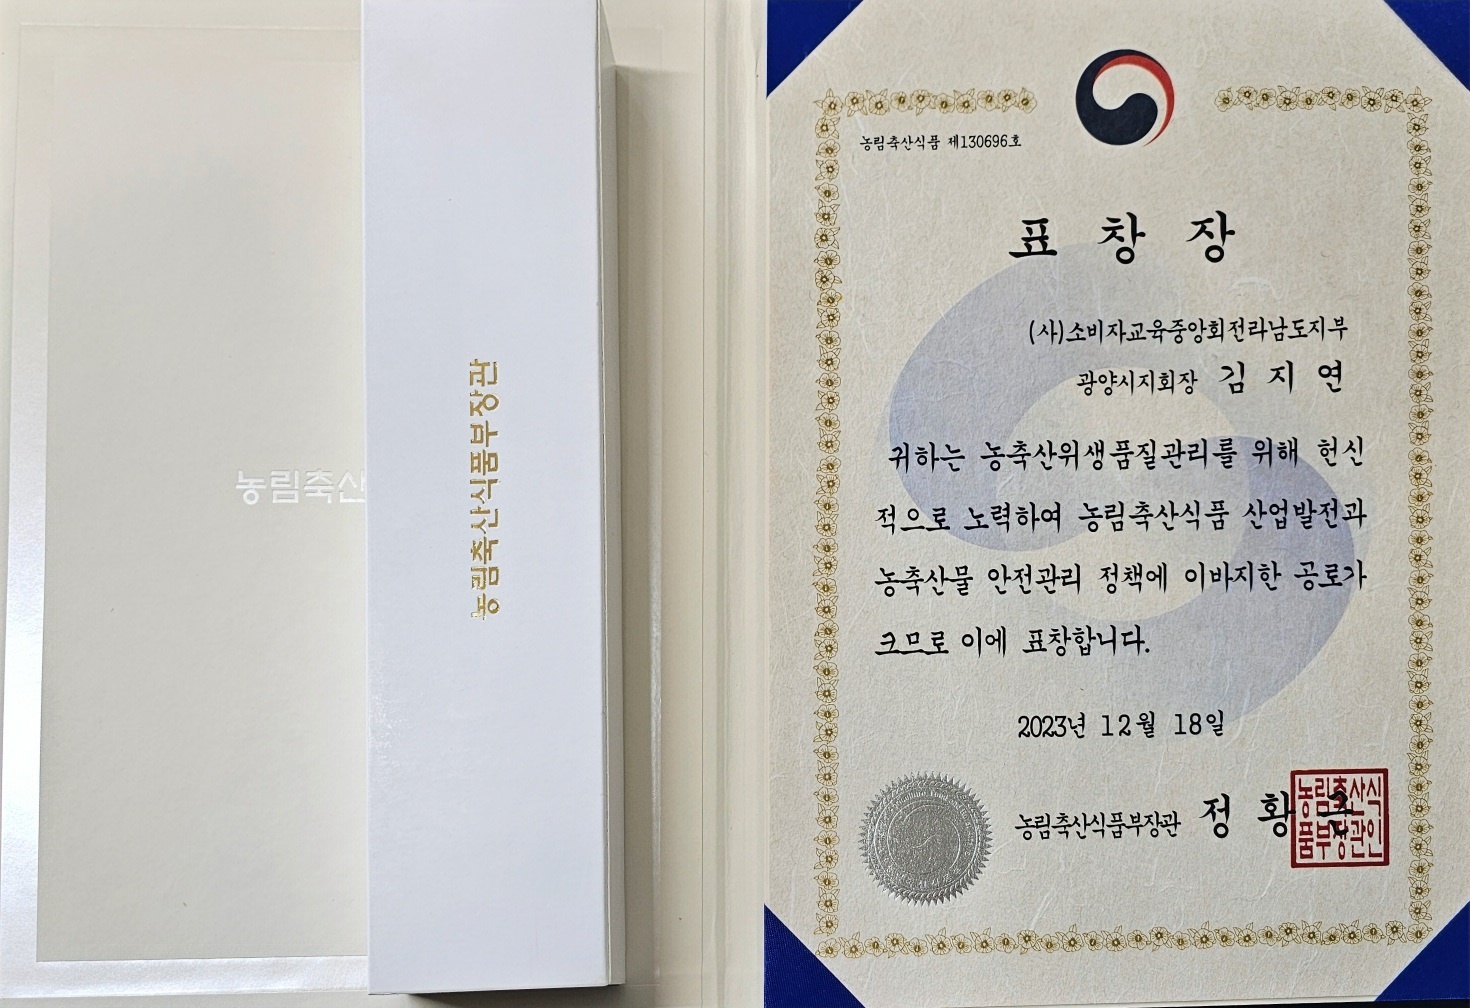 농림축산
농림축산식품부장관
농림축산식품 제130696호
표 창 장
(사)소비자교육중앙회전라남도지부
광양시지회장 김 지 연
귀하는 농축산위생품질관리를 위해 헌신
적으로 노력하여 농림축산식품 산업발전과
농축산물 안전관리 정책에 이바지한 공로가
크므로 이에 표창합니다.
2023년 12월 18일
농림축산식품부장관 정 황 근
농림축산식
품부장관인